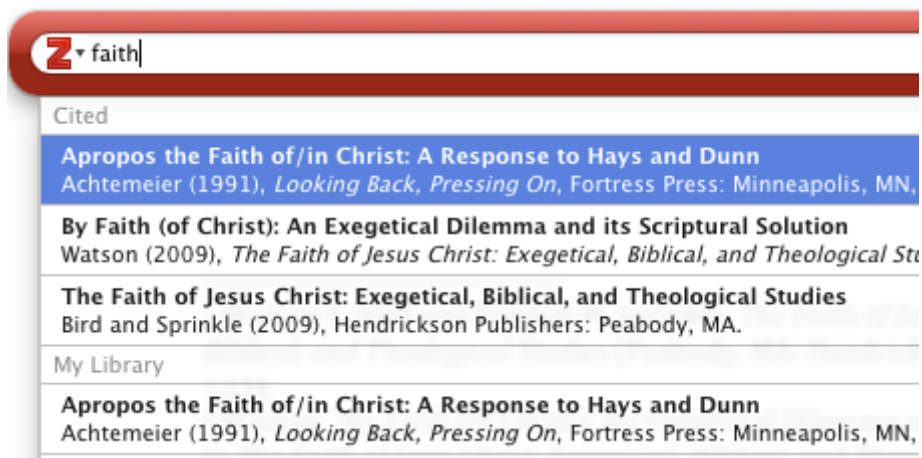 Z faith
Cited
Apropos the Faith of/in Christ: A Response to Hays and Dunn
Achtemeier (1991), Looking Back, Pressing On, Fortress Press: Minneapolis, MN,
By Faith (of Christ): An Exegetical Dilemma and its Scriptural Solution
Watson (2009), The Faith of Jesus Christ: Exegetical, Biblical, and Theological Stu
The Faith of Jesus Christ: Exegetical, Biblical, and Theological Studies
Bird and Sprinkle (2009), Hendrickson Publishers: Peabody, MA.
My Library
Apropos the Faith of/in Christ: A Response to Hays and Dunn
Achtemeier (1991), Looking Back, Pressing On, Fortress Press: Minneapolis, MN,